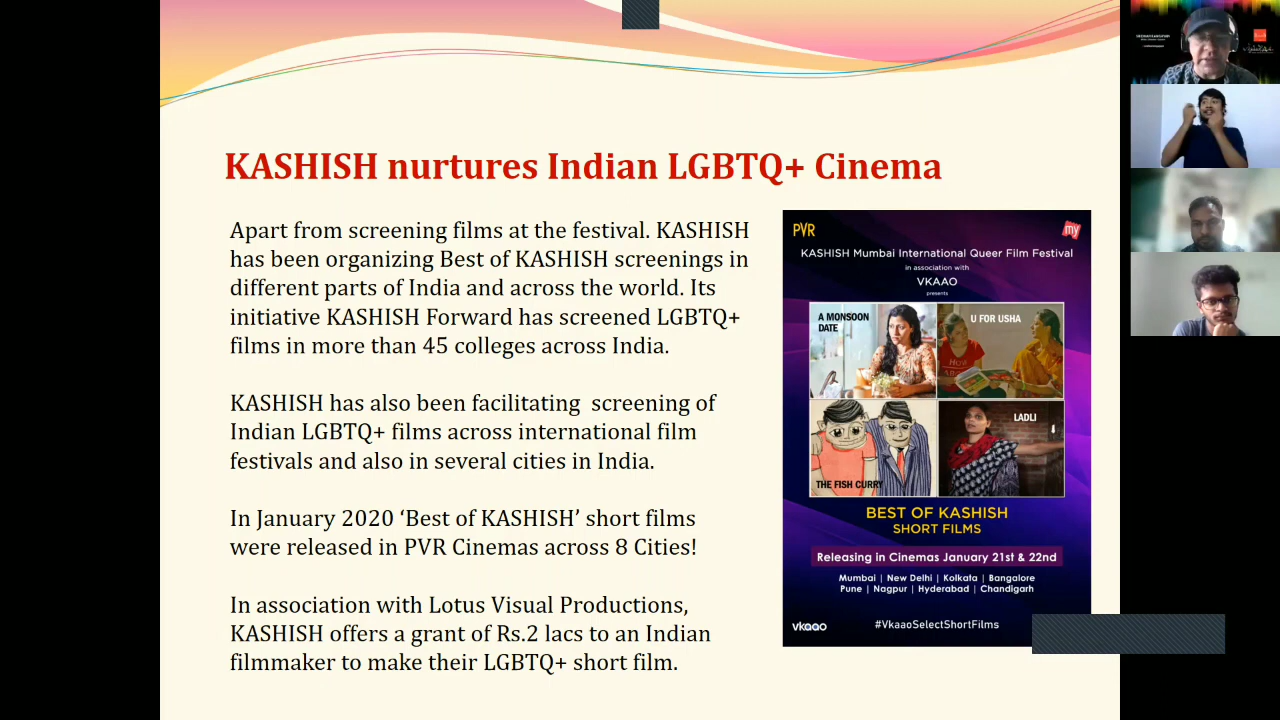 KASHISH nurtures Indian LGBTQ+ Cinema
Apart from screening films at the festival. KASHISH
has been organizing Best of KASHISH screenings in
different parts of India and across the world. Its
initiative KASHISH Forward has screened LGBTQ+
films in more than 45 colleges across India.
KASHISH has also been facilitating screening of
Indian LGBTQ+ films across international film
festivals and also in several cities in India.
In January 2020 ‘Best of KASHISH’ short films
were released in PVR Cinemas across 8 Cities!
In association with Lotus Visual Productions,
KASHISH offers a grant of Rs.2 lacs to an Indian
filmmaker to make their LGBTQ+ short film.
PVR
my
KASHISH Mumbai International Queer Film Festival
in association with
VKAAO
presents
A MONSOON
DATE
U FOR USHA
THE FISH CURRY
LADLI
BEST OF KASHISH
SHORT FILMS
Releasing in Cinemas January 21st & 22nd
Mumbai | New Delhi | Kolkata | Bangalore
Pune | Nagpur | Hyderabad | Chandigarh
vkaao
#VkaaoSelectShortFilms